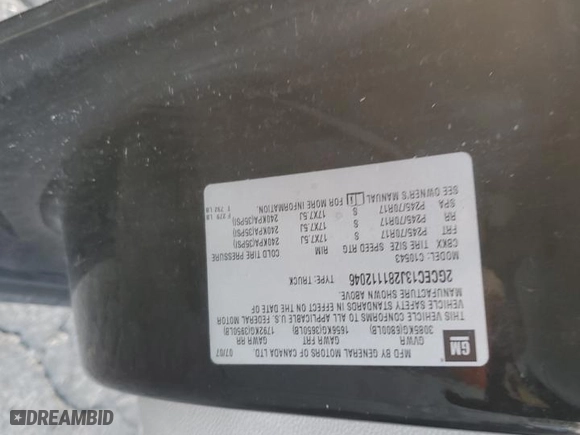 GM
MFD BY GENERAL MOTORS OF CANADA LTD.
07/07
GVWR GAWR FRT GAWR RR
3085KG(6800LB) 1656KG(3650LB) 1792KG(3950LB)
THIS VEHICLE CONFORMS TO ALL APPLICABLE U.S. FEDERAL MOTOR
VEHICLE SAFETY STANDARDS IN EFFECT ON THE DATE OF
MANUFACTURE SHOWN ABOVE.
2GCEC13J281112046 TYPE: TRUCK
MODEL: C10543
CBXX TIRE SIZE SPEED RTG RIM COLD TIRE PRESSURE
FRT P245/70R17 S 17X7.5J 240KPA(35PSI)
RR P245/70R17 S 17X7.5J 240KPA(35PSI)
SPA P245/70R17 S 17X7.5J 240KPA(35PSI)
SEE OWNER'S MANUAL FOR MORE INFORMATION.
DREAMBID